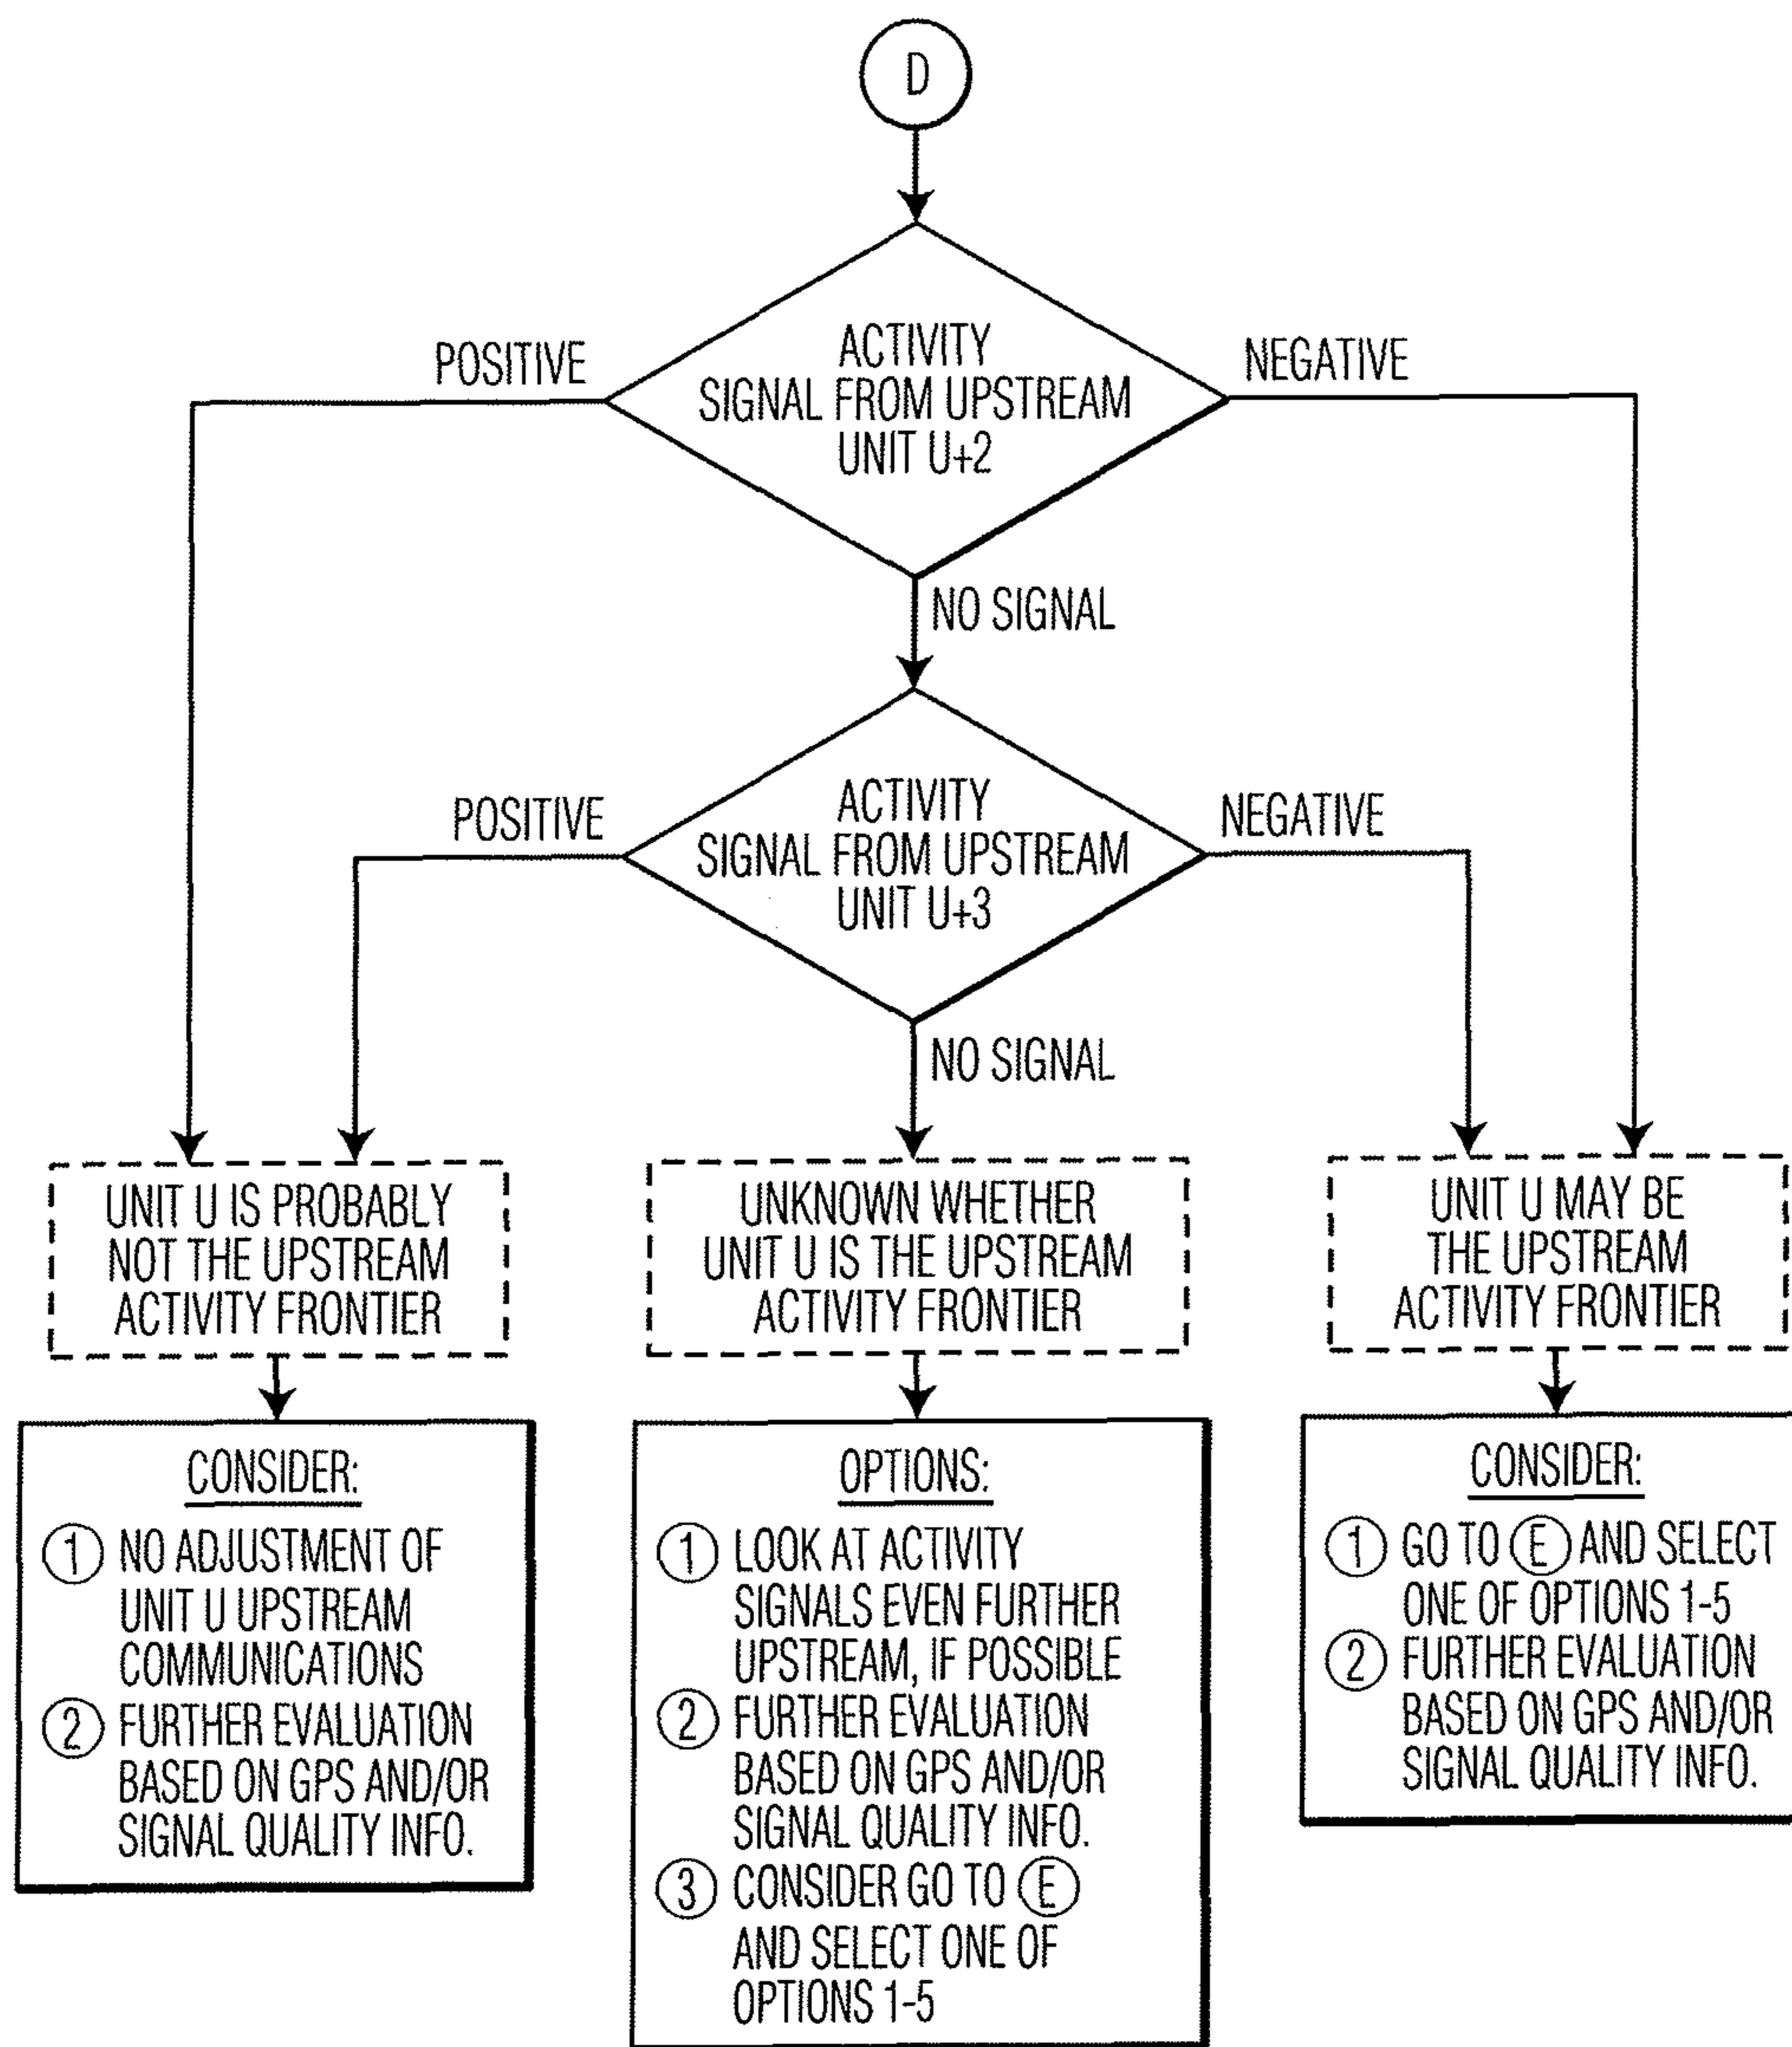 D
POSITIVE
ACTIVITY
SIGNAL FROM UPSTREAM
UNIT U+2
NEGATIVE
NO SIGNAL
POSITIVE
ACTIVITY
SIGNAL FROM UPSTREAM
UNIT U+3
NEGATIVE
NO SIGNAL
UNIT U IS PROBABLY
NOT THE UPSTREAM
ACTIVITY FRONTIER
UNKNOWN WHETHER
UNIT U IS THE UPSTREAM
ACTIVITY FRONTIER
UNIT U MAY BE
THE UPSTREAM
ACTIVITY FRONTIER
CONSIDER:
1 NO ADJUSTMENT OF
UNIT U UPSTREAM
COMMUNICATIONS
2 FURTHER EVALUATION
BASED ON GPS AND/OR
SIGNAL QUALITY INFO.
OPTIONS:
1 LOOK AT ACTIVITY
SIGNALS EVEN FURTHER
UPSTREAM, IF POSSIBLE
2 FURTHER EVALUATION
BASED ON GPS AND/OR
SIGNAL QUALITY INFO.
3 CONSIDER GO TO E
AND SELECT ONE OF
OPTIONS 1-5
CONSIDER:
1 GO TO E AND SELECT
ONE OF OPTIONS 1-5
2 FURTHER EVALUATION
BASED ON GPS AND/OR
SIGNAL QUALITY INFO.